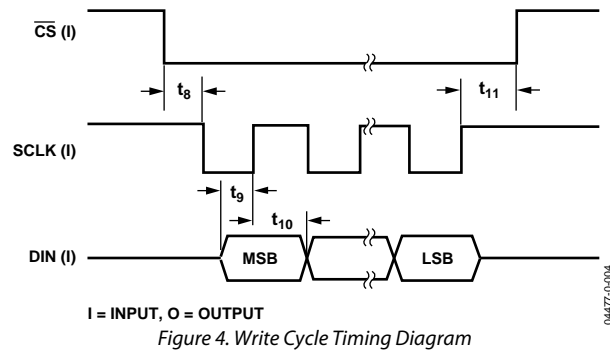 CS (I)
t8
t11
SCLK (I)
t9
t10
DIN (I)
MSB
LSB
I = INPUT, O = OUTPUT
04477-0-004
Figure 4. Write Cycle Timing Diagram